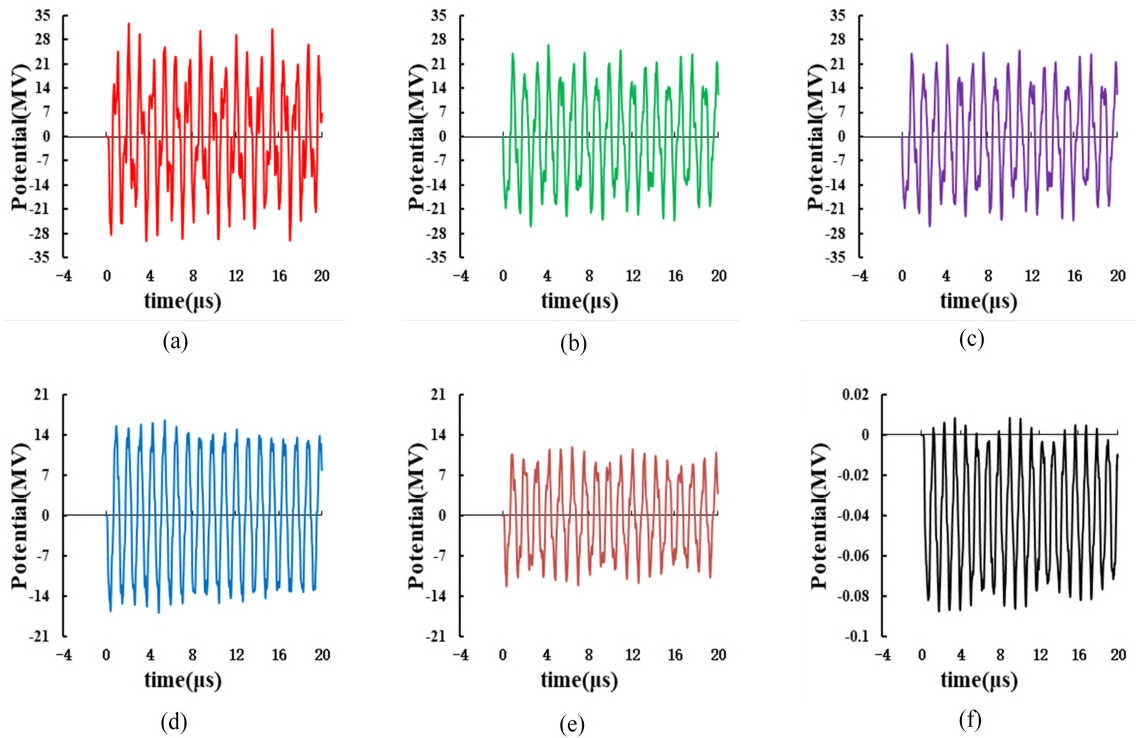 35
28
21
14
7
0
-7
-14
-21
-28
-35
-4 0 4 8 12 16 20
Potential(MV)
time(μs)
(a)
35
28
21
14
7
0
-7
-14
-21
-28
-35
-4 0 4 8 12 16 20
Potential(MV)
time(μs)
(b)
35
28
21
14
7
0
-7
-14
-21
-28
-35
-4 0 4 8 12 16 20
Potential(MV)
time(μs)
(c)
21
14
7
0
-7
-14
-21
-4 0 4 8 12 16 20
Potential(MV)
time(μs)
(d)
21
14
7
0
-7
-14
-21
-4 0 4 8 12 16 20
Potential(MV)
time(μs)
(e)
0.02
0
-0.02
-0.04
-0.06
-0.08
-0.1
-4 0 4 8 12 16 20
Potential(MV)
time(μs)
(f)